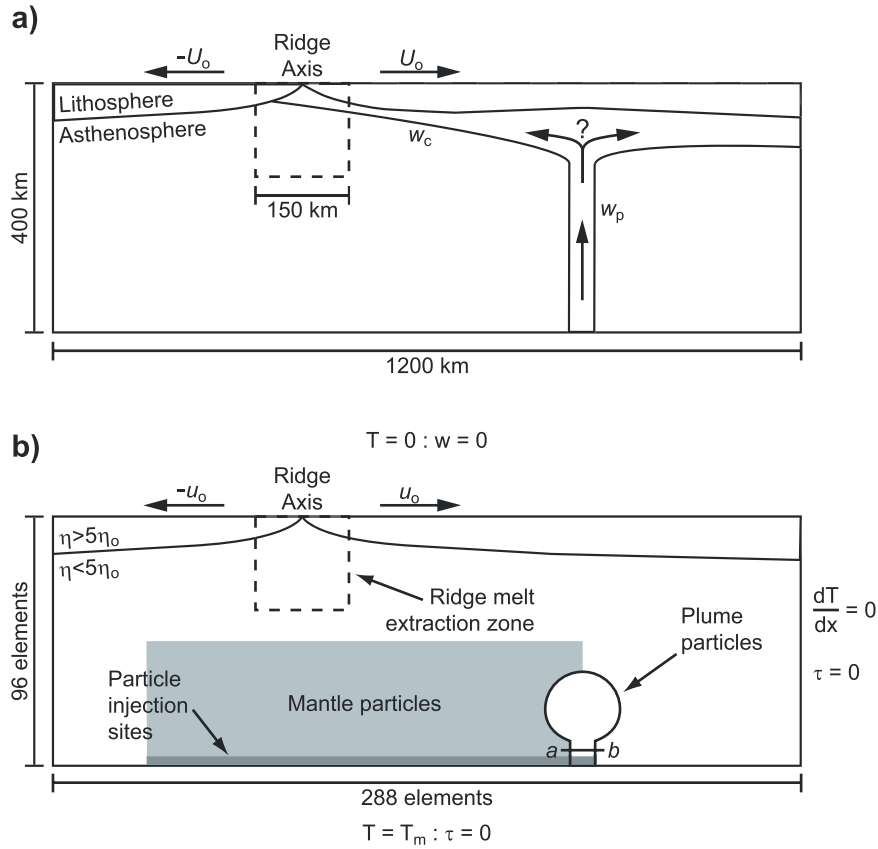 a)
Ridge
Axis
-Uo
Uo
Lithosphere
Asthenosphere
wc
?
wp
150 km
400 km
1200 km
b)
T = 0 : w = 0
Ridge
Axis
-uo
uo
η>5ηo
η<5ηo
Ridge melt
extraction zone
Plume
particles
dT
dx
= 0
τ = 0
Particle
injection
sites
Mantle particles
a
b
96 elements
288 elements
T = Tm : τ = 0